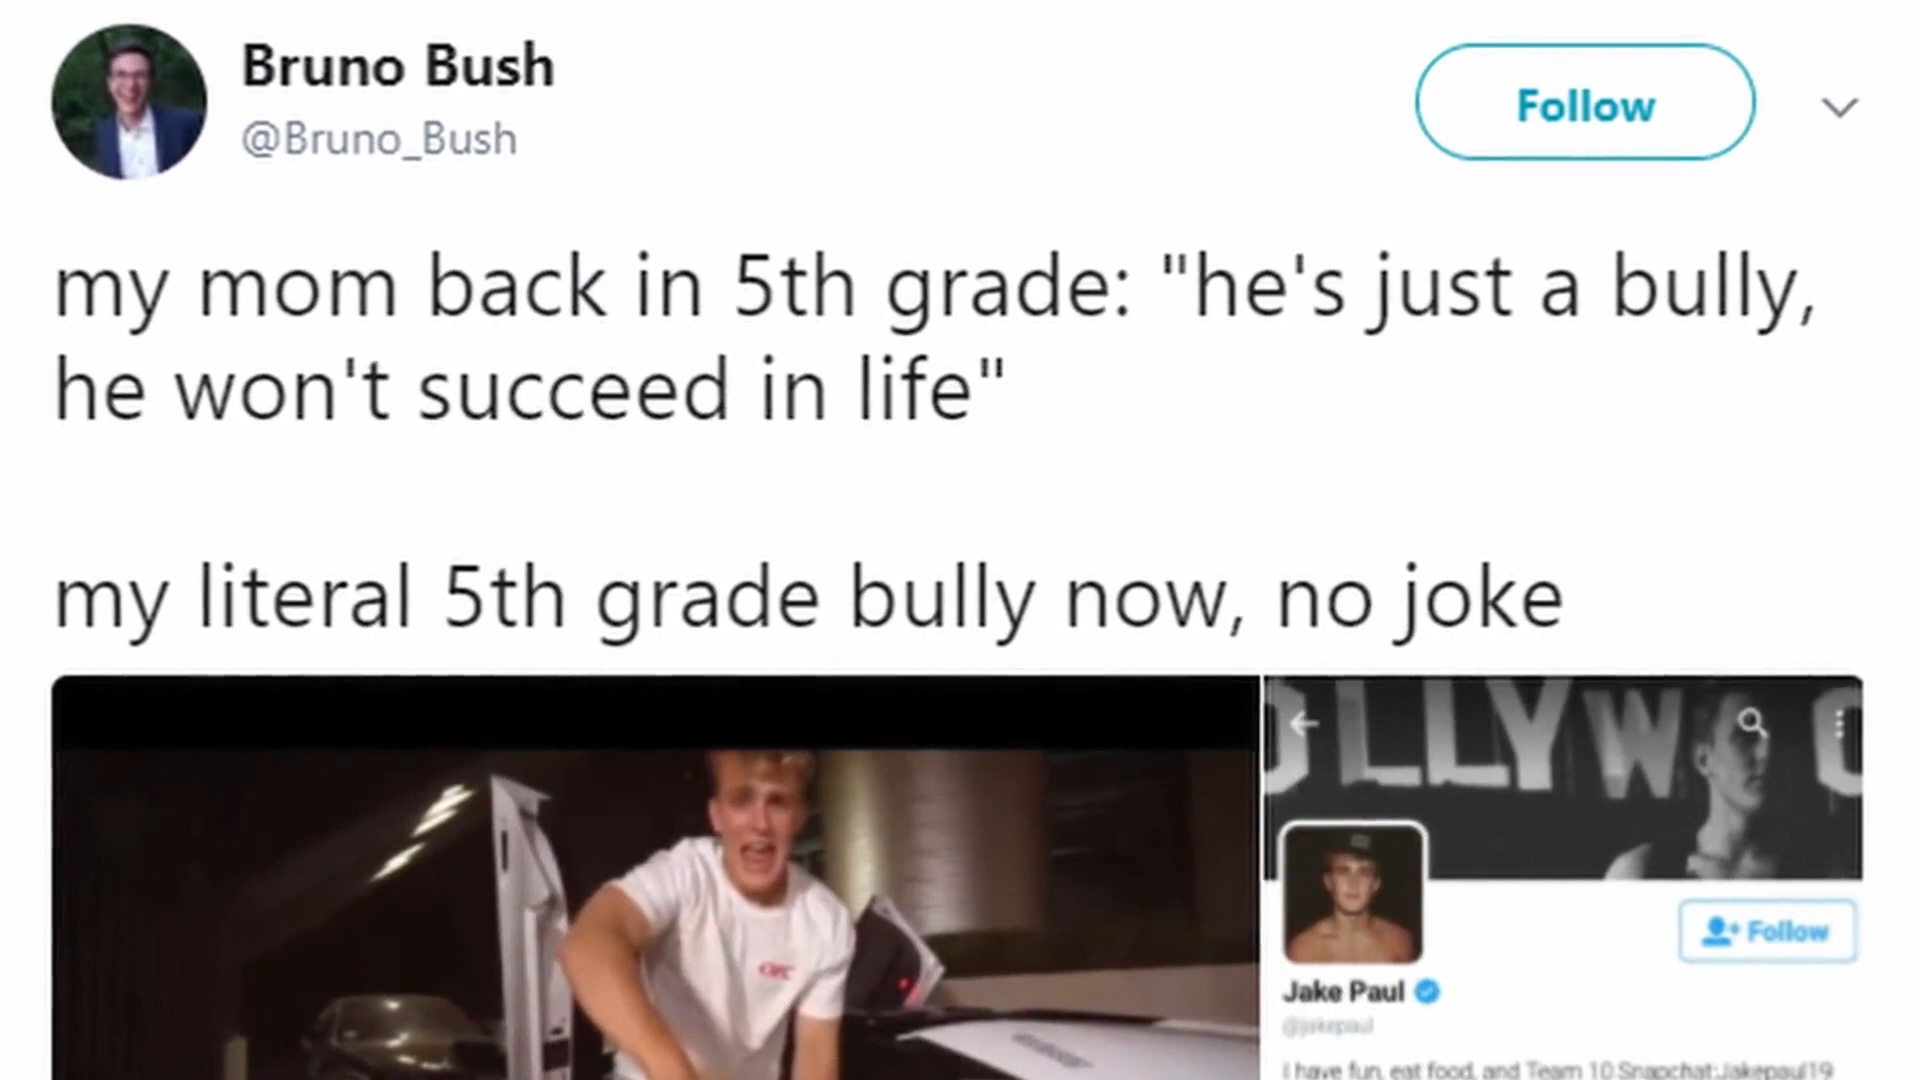 Bruno Bush
@Bruno_Bush
Follow
my mom back in 5th grade: "he's just a bully,
he won't succeed in life"
my literal 5th grade bully now, no joke
OLLYWO
Follow
Jake Paul
@jakepaul
I have fun, eat food, and Team 10 Snapchat:Jakepaul19